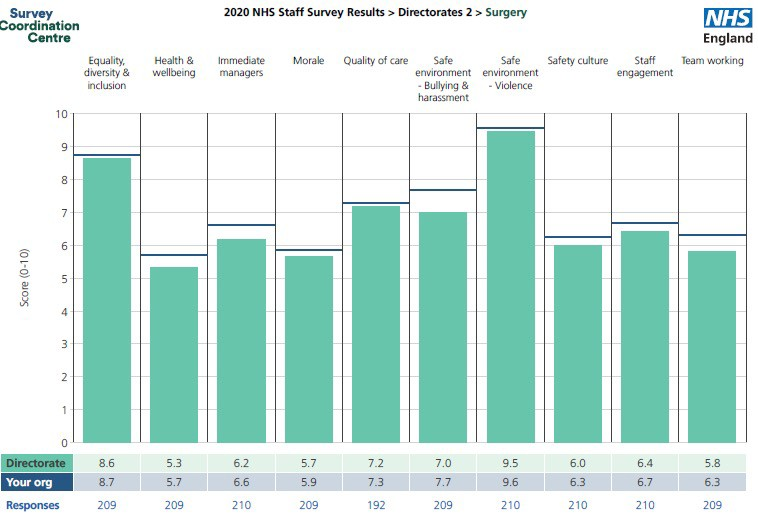 Survey
Coordination
Centre
2020 NHS Staff Survey Results > Directorates 2 > Surgery
NHS
England
Equality,
diversity &
inclusion
Health &
wellbeing
Immediate
managers
Morale
Quality of care
Safe
environment
- Bullying &
harassment
Safe
environment
- Violence
Safety culture
Staff
engagement
Team working
Score (0-10)
10
9
8
7
6
5
4
3
2
1
0
Directorate 8.6 5.3 6.2 5.7 7.2 7.0 9.5 6.0 6.4 5.8
Your org 8.7 5.7 6.6 5.9 7.3 7.7 9.6 6.3 6.7 6.3
Responses 209 209 210 209 192 209 210 210 210 209